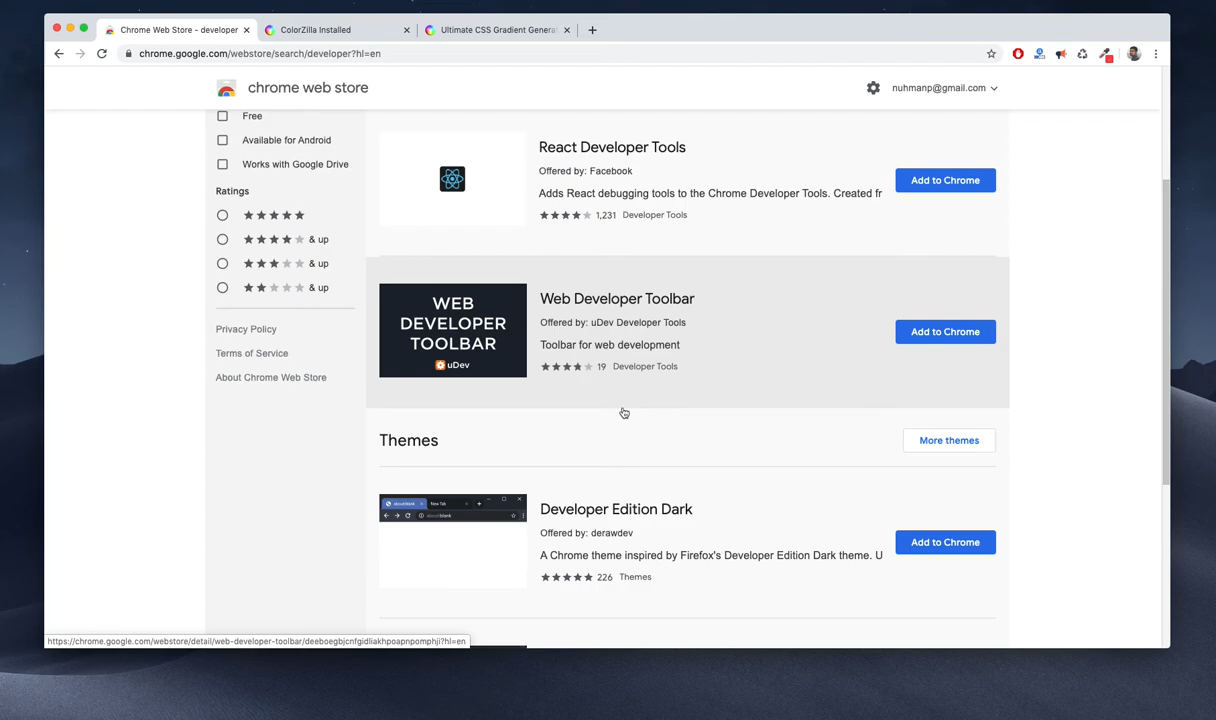 Chrome Web Store - developer
ColorZilla Installed
Ultimate CSS Gradient Genera
chrome.google.com/webstore/search/developer?hl=en
chrome web store
nuhmanp@gmail.com
Free
Available for Android
Works with Google Drive
Ratings
& up
& up
& up
Privacy Policy
Terms of Service
About Chrome Web Store
React Developer Tools
Offered by: Facebook
Adds React debugging tools to the Chrome Developer Tools. Created fr
1,231 Developer Tools
Add to Chrome
WEB
DEVELOPER
TOOLBAR
uDev
Web Developer Toolbar
Offered by: uDev Developer Tools
Toolbar for web development
19 Developer Tools
Add to Chrome
Themes
More themes
about:blank
New Tab
about:blank
Developer Edition Dark
Offered by: derawdev
A Chrome theme inspired by Firefox's Developer Edition Dark theme. U
226 Themes
Add to Chrome
https://chrome.google.com/webstore/detail/web-developer-toolbar/deeboegbjcnfgidliakhpoapnpomphji?hl=en